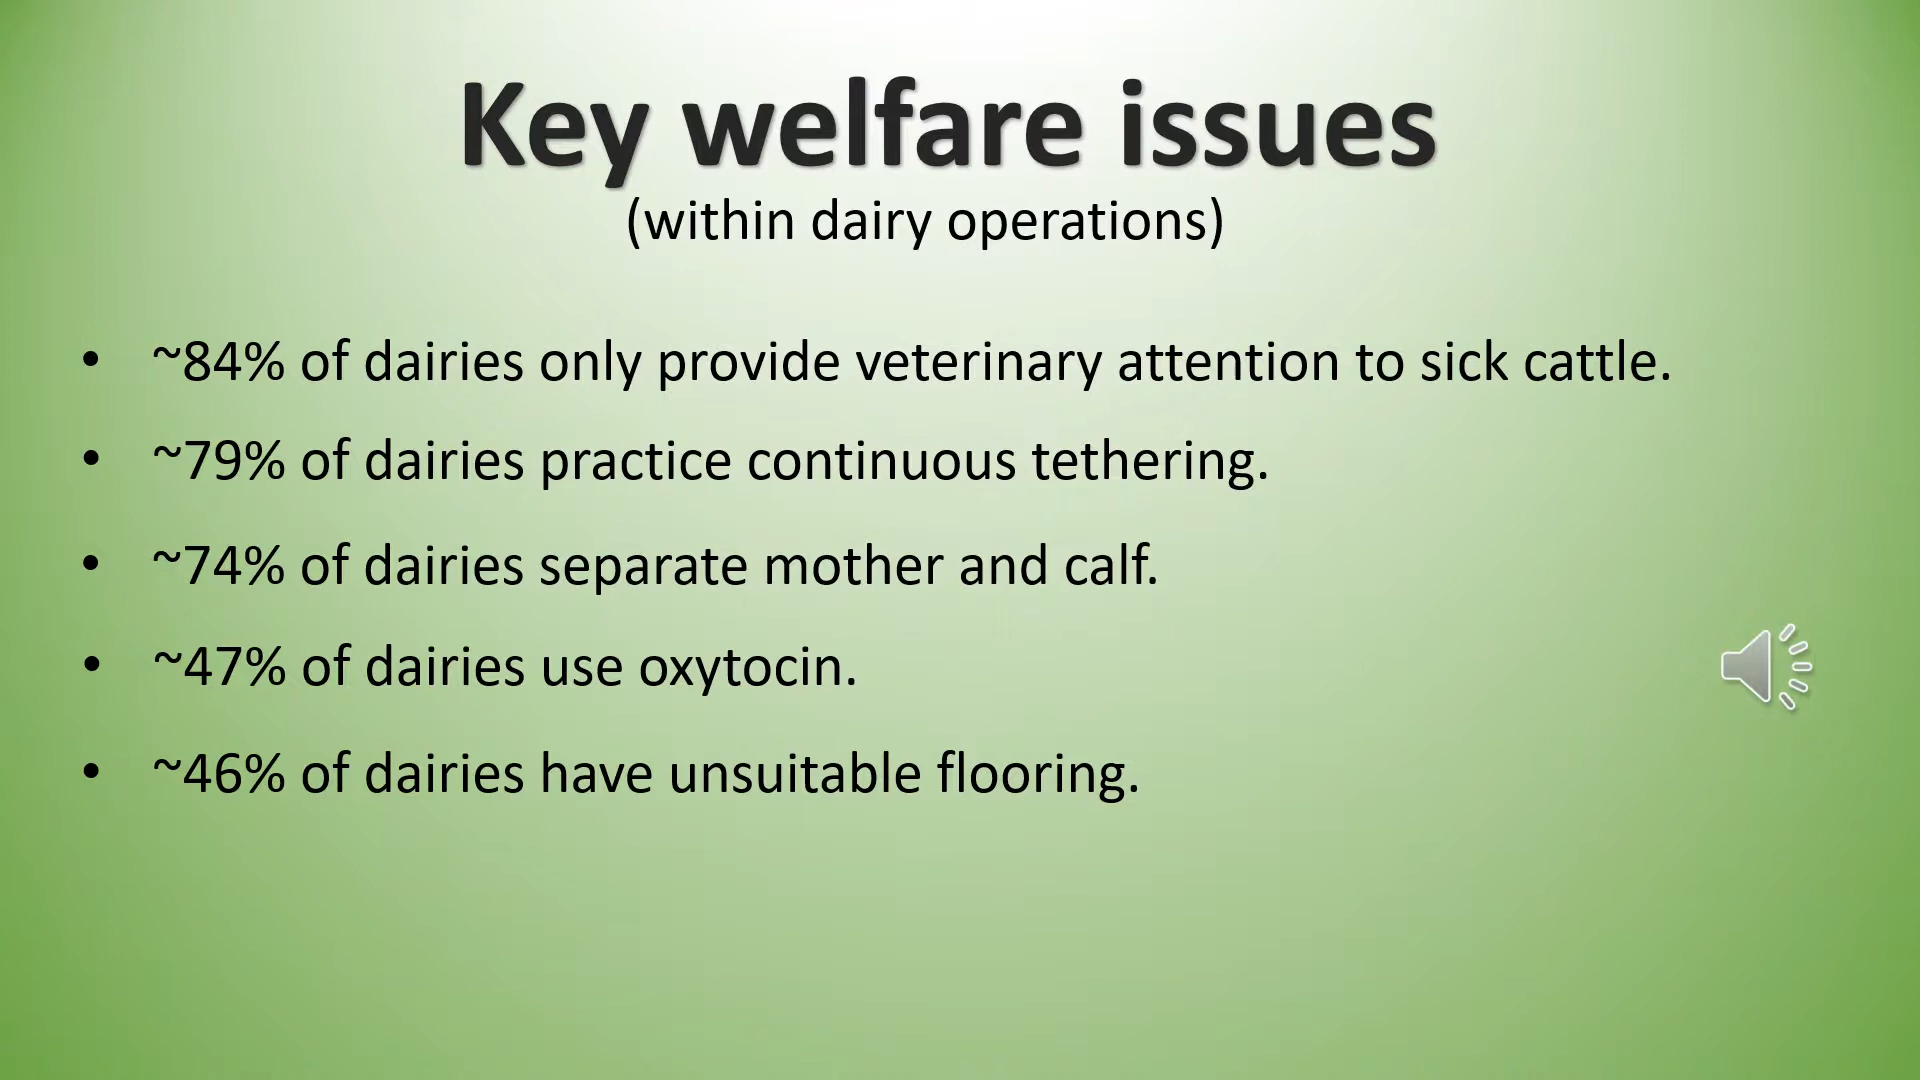 Key welfare issues
(within dairy operations)
• ~84% of dairies only provide veterinary attention to sick cattle.
• ~79% of dairies practice continuous tethering.
• ~74% of dairies separate mother and calf.
• ~47% of dairies use oxytocin.
• ~46% of dairies have unsuitable flooring.